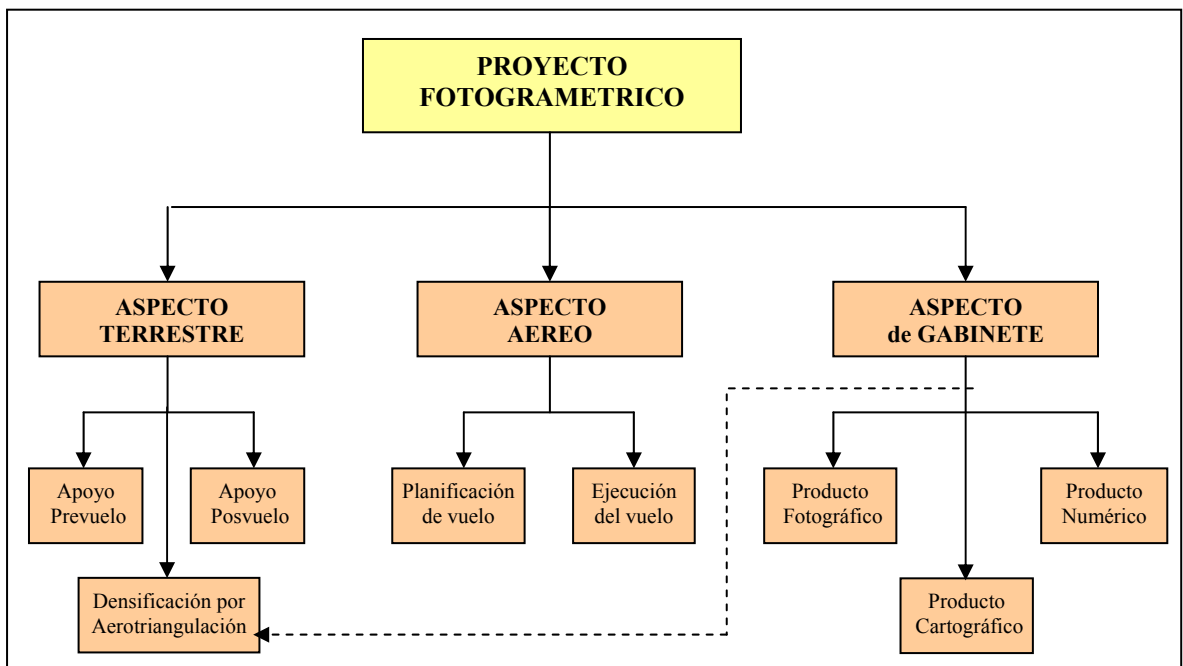 PROYECTO
FOTOGRAMETRICO
ASPECTO
TERRESTRE
ASPECTO
AEREO
ASPECTO
de GABINETE
Apoyo
Prevuelo
Apoyo
Posvuelo
Planificación
de vuelo
Ejecución
del vuelo
Producto
Fotográfico
Producto
Numérico
Densificación por
Aerotriangulación
Producto
Cartográfico